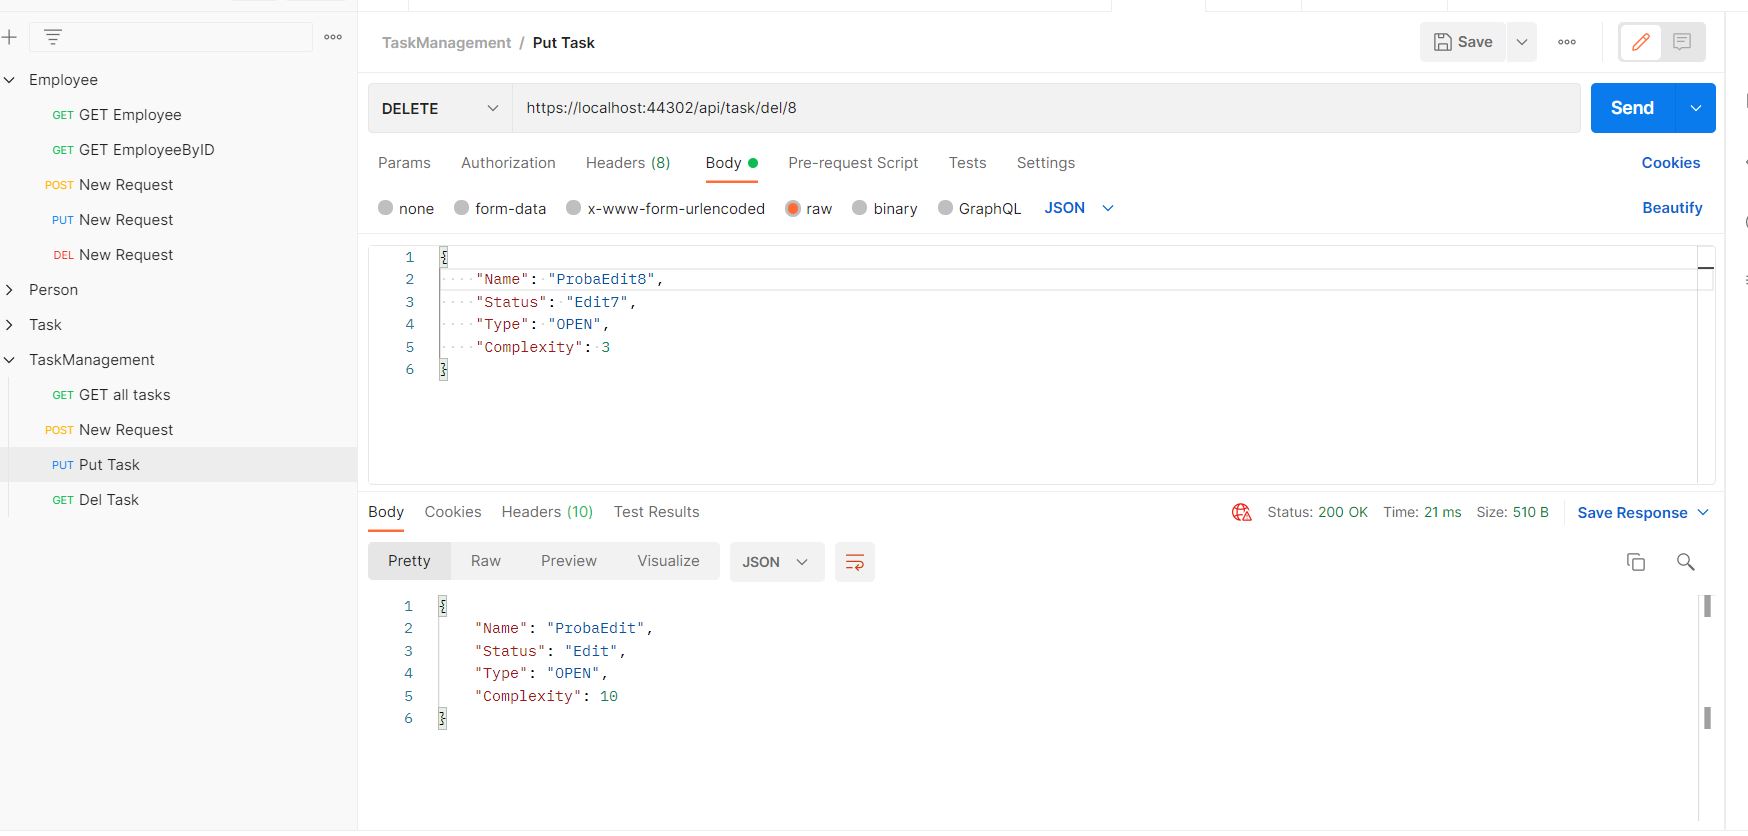 TaskManagement / Put Task
Save
Employee
GET GET Employee
GET GET EmployeeByID
POST New Request
PUT New Request
DEL New Request
Person
Task
TaskManagement
GET GET all tasks
POST New Request
PUT Put Task
GET Del Task
DELETE https://localhost:44302/api/task/del/8 Send
Params Authorization Headers (8) Body Pre-request Script Tests Settings Cookies
none form-data x-www-form-urlencoded raw binary GraphQL JSON Beautify
1 {
2 "Name": "ProbaEdit8",
3 "Status": "Edit7",
4 "Type": "OPEN",
5 "Complexity": 3
6 }
Body Cookies Headers (10) Test Results Status: 200 OK Time: 21 ms Size: 510 B Save Response
Pretty Raw Preview Visualize JSON
1 {
2 "Name": "ProbaEdit",
3 "Status": "Edit",
4 "Type": "OPEN",
5 "Complexity": 10
6 }